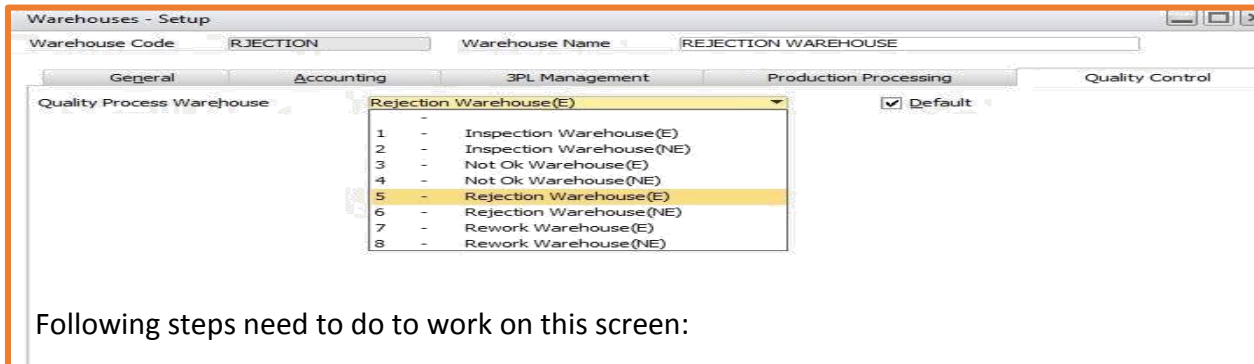 Warehouses - Setup
Warehouse Code RJECTION Warehouse Name REJECTION WAREHOUSE
General Accounting 3PL Management Production Processing Quality Control
Quality Process Warehouse Rejection Warehouse(E) Default
-
1 - Inspection Warehouse(E)
2 - Inspection Warehouse(NE)
3 - Not Ok Warehouse(E)
4 - Not Ok Warehouse(NE)
5 - Rejection Warehouse(E)
6 - Rejection Warehouse(NE)
7 - Rework Warehouse(E)
8 - Rework Warehouse(NE)
Following steps need to do to work on this screen: